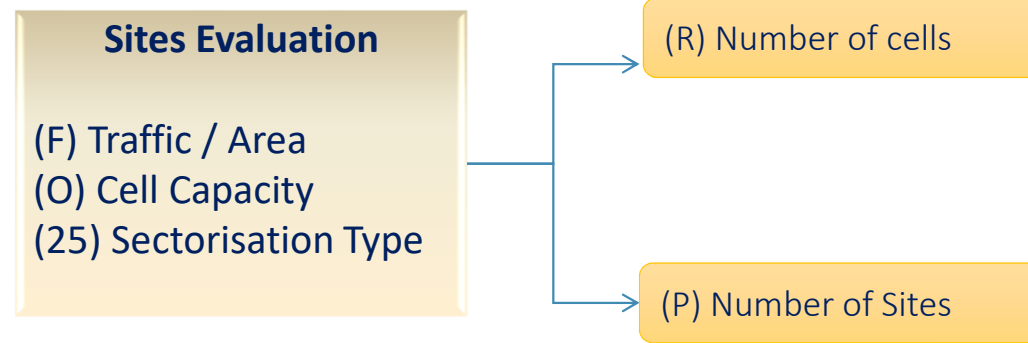 Sites Evaluation
(F) Traffic / Area
(O) Cell Capacity
(25) Sectorisation Type
(R) Number of cells
(P) Number of Sites